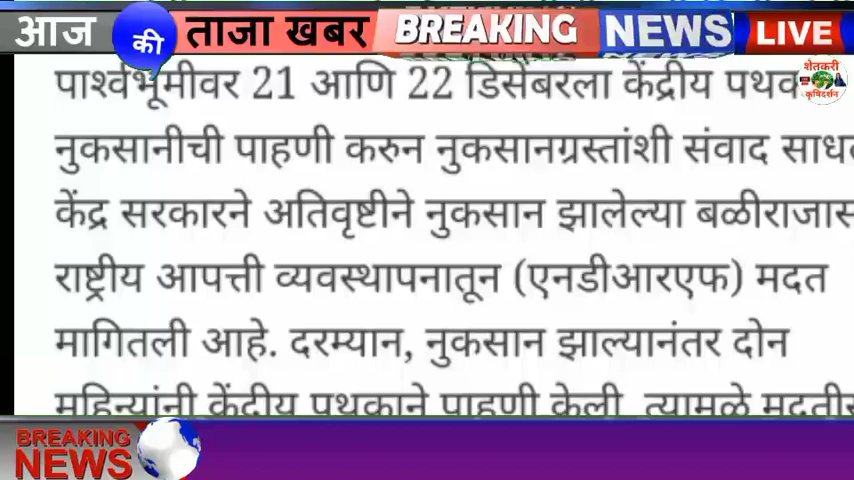 आज की ताजा खबर BREAKING NEWS LIVE
शेतकरी
कृषिदर्शन
पार्श्वभूमीवर 21 आणि 22 डिसेंबरला केंद्रीय
नुकसानीची पाहणी करुन नुकसानग्रस्तांशी संवाद
केंद्र सरकारने अतिवृष्टीने नुकसान झालेल्या
राष्ट्रीय आपत्ती व्यवस्थापनातून (एनडीआरएफ) मदत
मागितली आहे. दरम्यान, नुकसान झाल्यानंतर दोन
महिन्यांनी केंद्रीय पथकाने पाहणी केली. त्यामुळे
BREAKING
NEWS